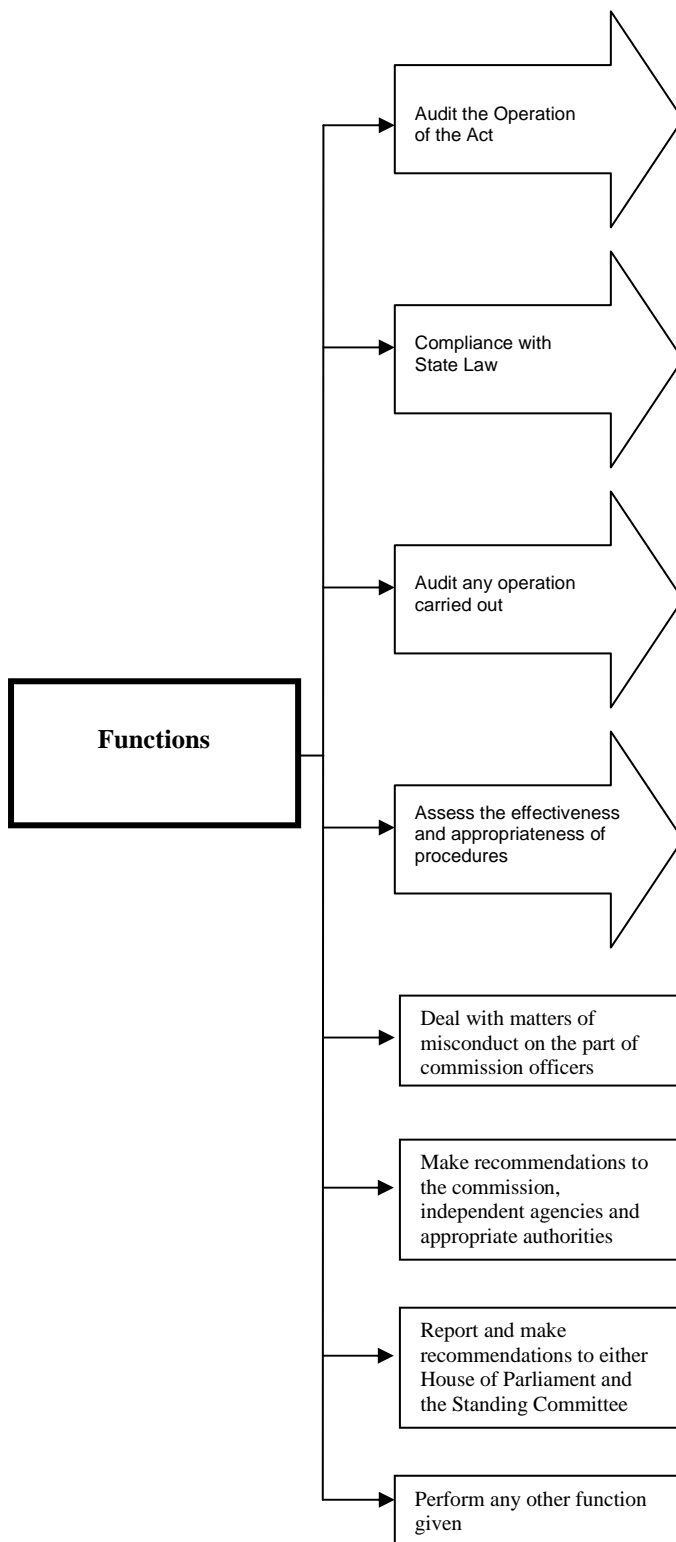 Audit the Operation
of the Act
Compliance with
State Law
Audit any operation
carried out
Functions
Assess the effectiveness
and appropriateness of
procedures
Deal with matters of
misconduct on the part of
commission officers
Make recommendations to
the commission,
independent agencies and
appropriate authorities
Report and make
recommendations to either
House of Parliament and
the Standing Committee
Perform any other function
given